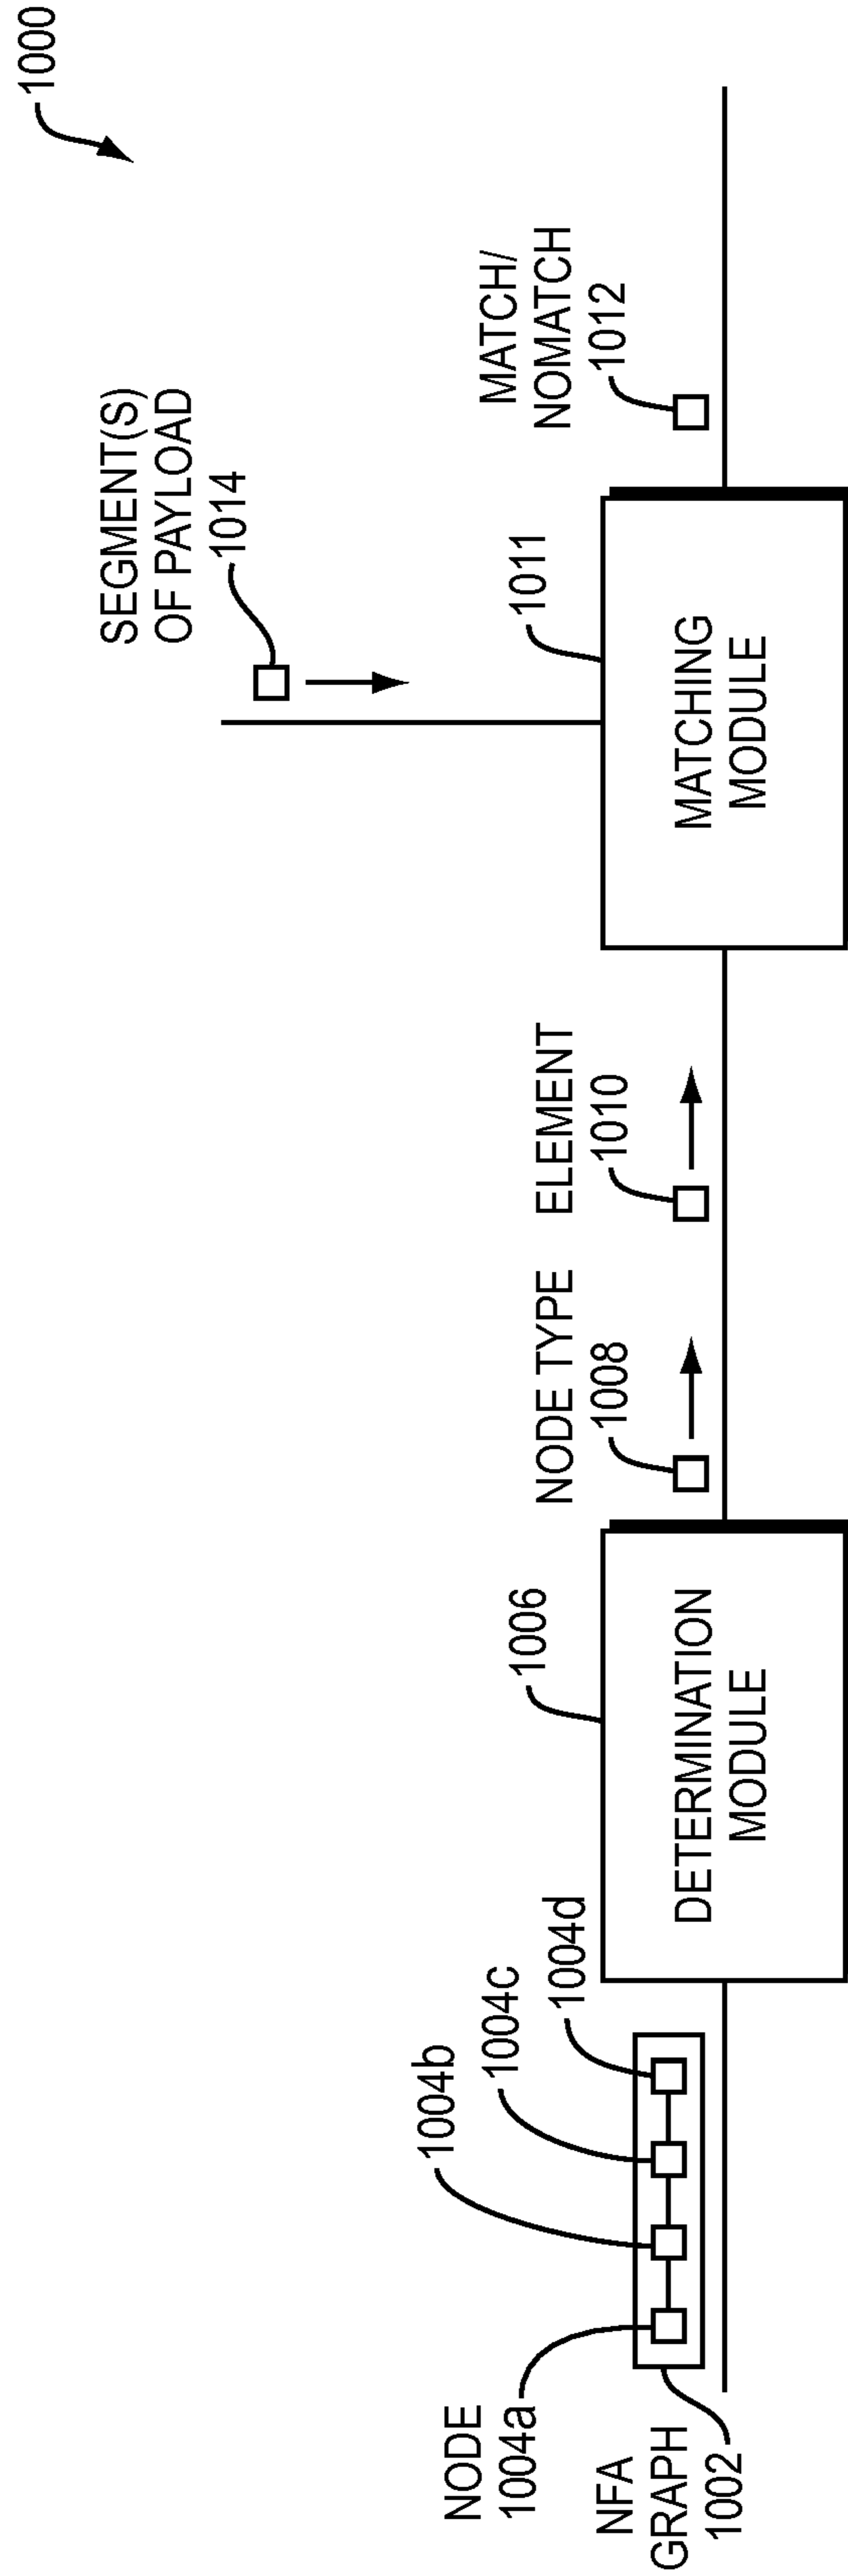 1000
SEGMENT(S)
OF PAYLOAD
1014
MATCH/
NOMATCH
1012
1011
MATCHING
MODULE
ELEMENT
1010
NODE TYPE
1008
1006
DETERMINATION
MODULE
1004b
1004c
1004d
NODE
1004a
NFA
GRAPH
1002